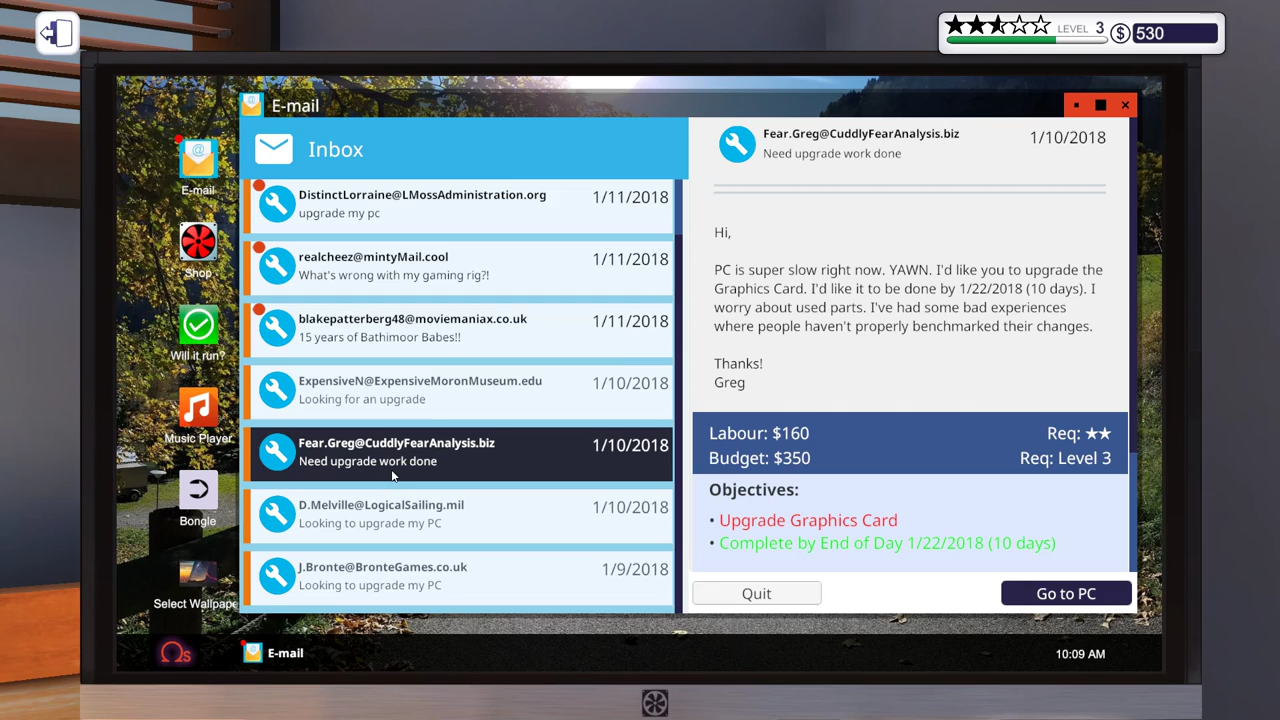 LEVEL 3
$ 530
E-mail
Inbox
DistinctLorraine@LMossAdministration.org 1/11/2018
upgrade my pc
realcheez@mintyMail.cool 1/11/2018
What's wrong with my gaming rig?!
blakepatterberg48@moviemaniax.co.uk 1/11/2018
15 years of Bathimoor Babes!!
ExpensiveN@ExpensiveMoronMuseum.edu 1/10/2018
Looking for an upgrade
Fear.Greg@CuddlyFearAnalysis.biz 1/10/2018
Need upgrade work done
D.Melville@LogicalSailing.mil 1/10/2018
Looking to upgrade my PC
J.Bronte@BronteGames.co.uk 1/9/2018
Looking to upgrade my PC
Fear.Greg@CuddlyFearAnalysis.biz 1/10/2018
Need upgrade work done
Hi,
PC is super slow right now. YAWN. I'd like you to upgrade the
Graphics Card. I'd like it to be done by 1/22/2018 (10 days). I
worry about used parts. I've had some bad experiences
where people haven't properly benchmarked their changes.
Thanks!
Greg
Labour: $160 Req: ★★
Budget: $350 Req: Level 3
Objectives:
• Upgrade Graphics Card
• Complete by End of Day 1/22/2018 (10 days)
Quit Go to PC
E-mail
Shop
Will it run?
Music Player
Bongle
Select Wallpape
Ωs E-mail 10:09 AM